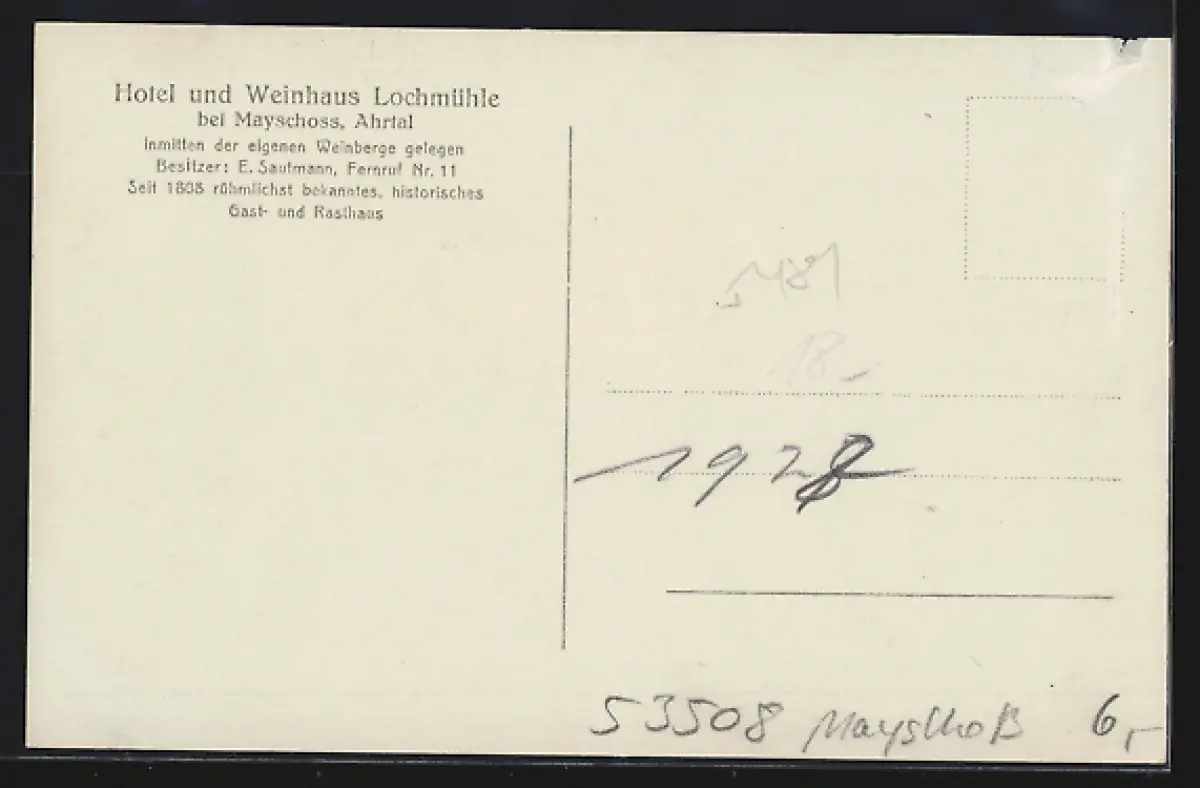 Hotel und Weinhaus Lochmühle
bei Mayschoss, Ahrtal
Inmitten der eigenen Weinberge gelegen
Besitzer: E. Sautmann, Fernruf Nr. 11
Seit 1808 rühmlichst bekanntes, historisches
Gast- und Rasthaus
18.-
1928
53508 Mayschoß 6,-